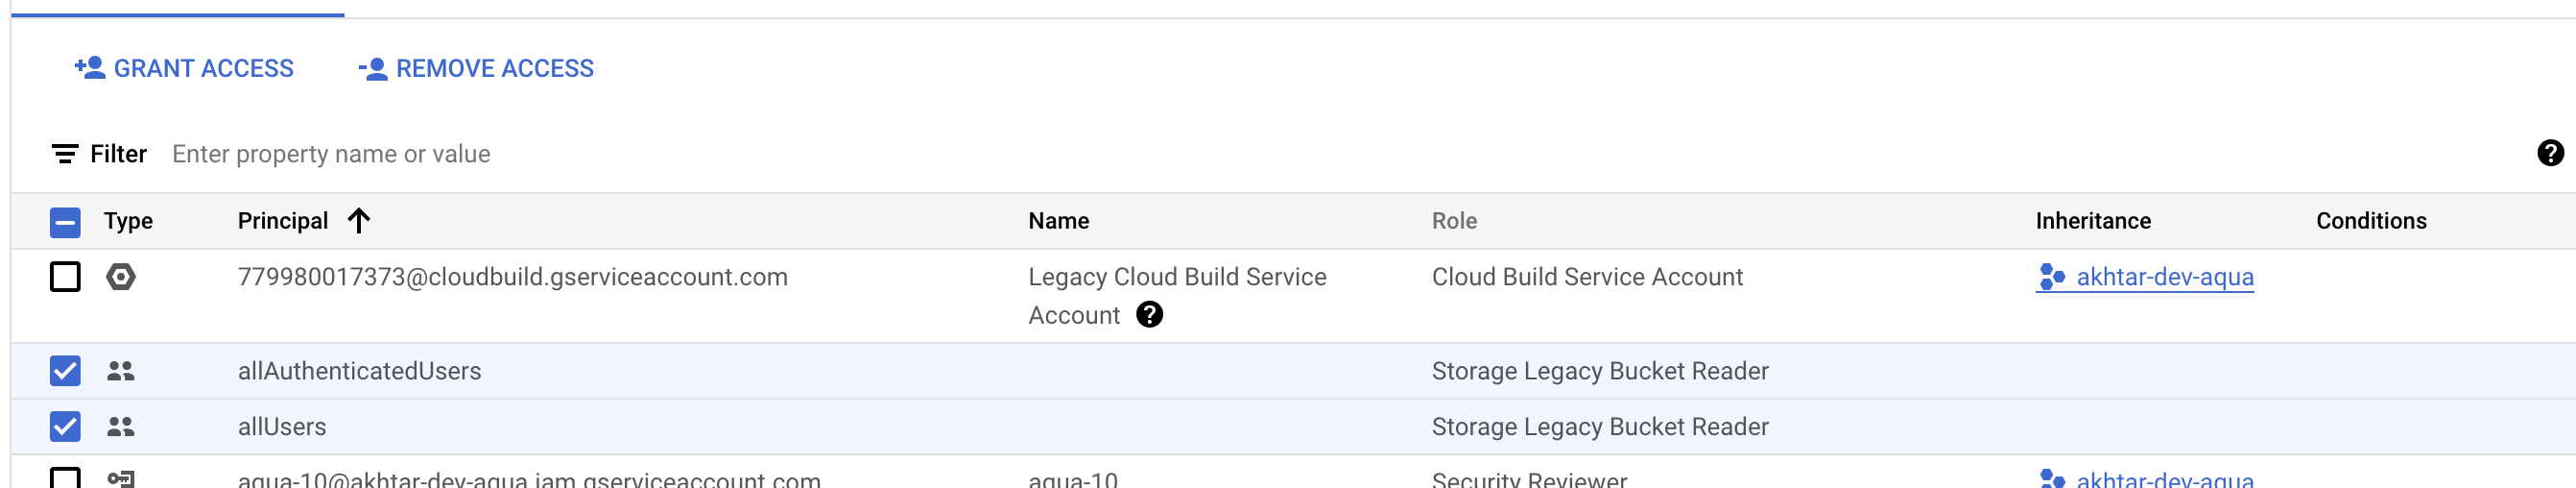 GRANT ACCESS REMOVE ACCESS
Filter Enter property name or value
Type Principal Name Role Inheritance Conditions
779980017373@cloudbuild.gserviceaccount.com Legacy Cloud Build Service Cloud Build Service Account akhtar-dev-aqua
Account
allAuthenticatedUsers Storage Legacy Bucket Reader
allUsers Storage Legacy Bucket Reader
aqua-10@akhtar-dev-aqua.iam.gserviceaccount.com aqua-10 Security Reviewer akhtar-dev-aqua